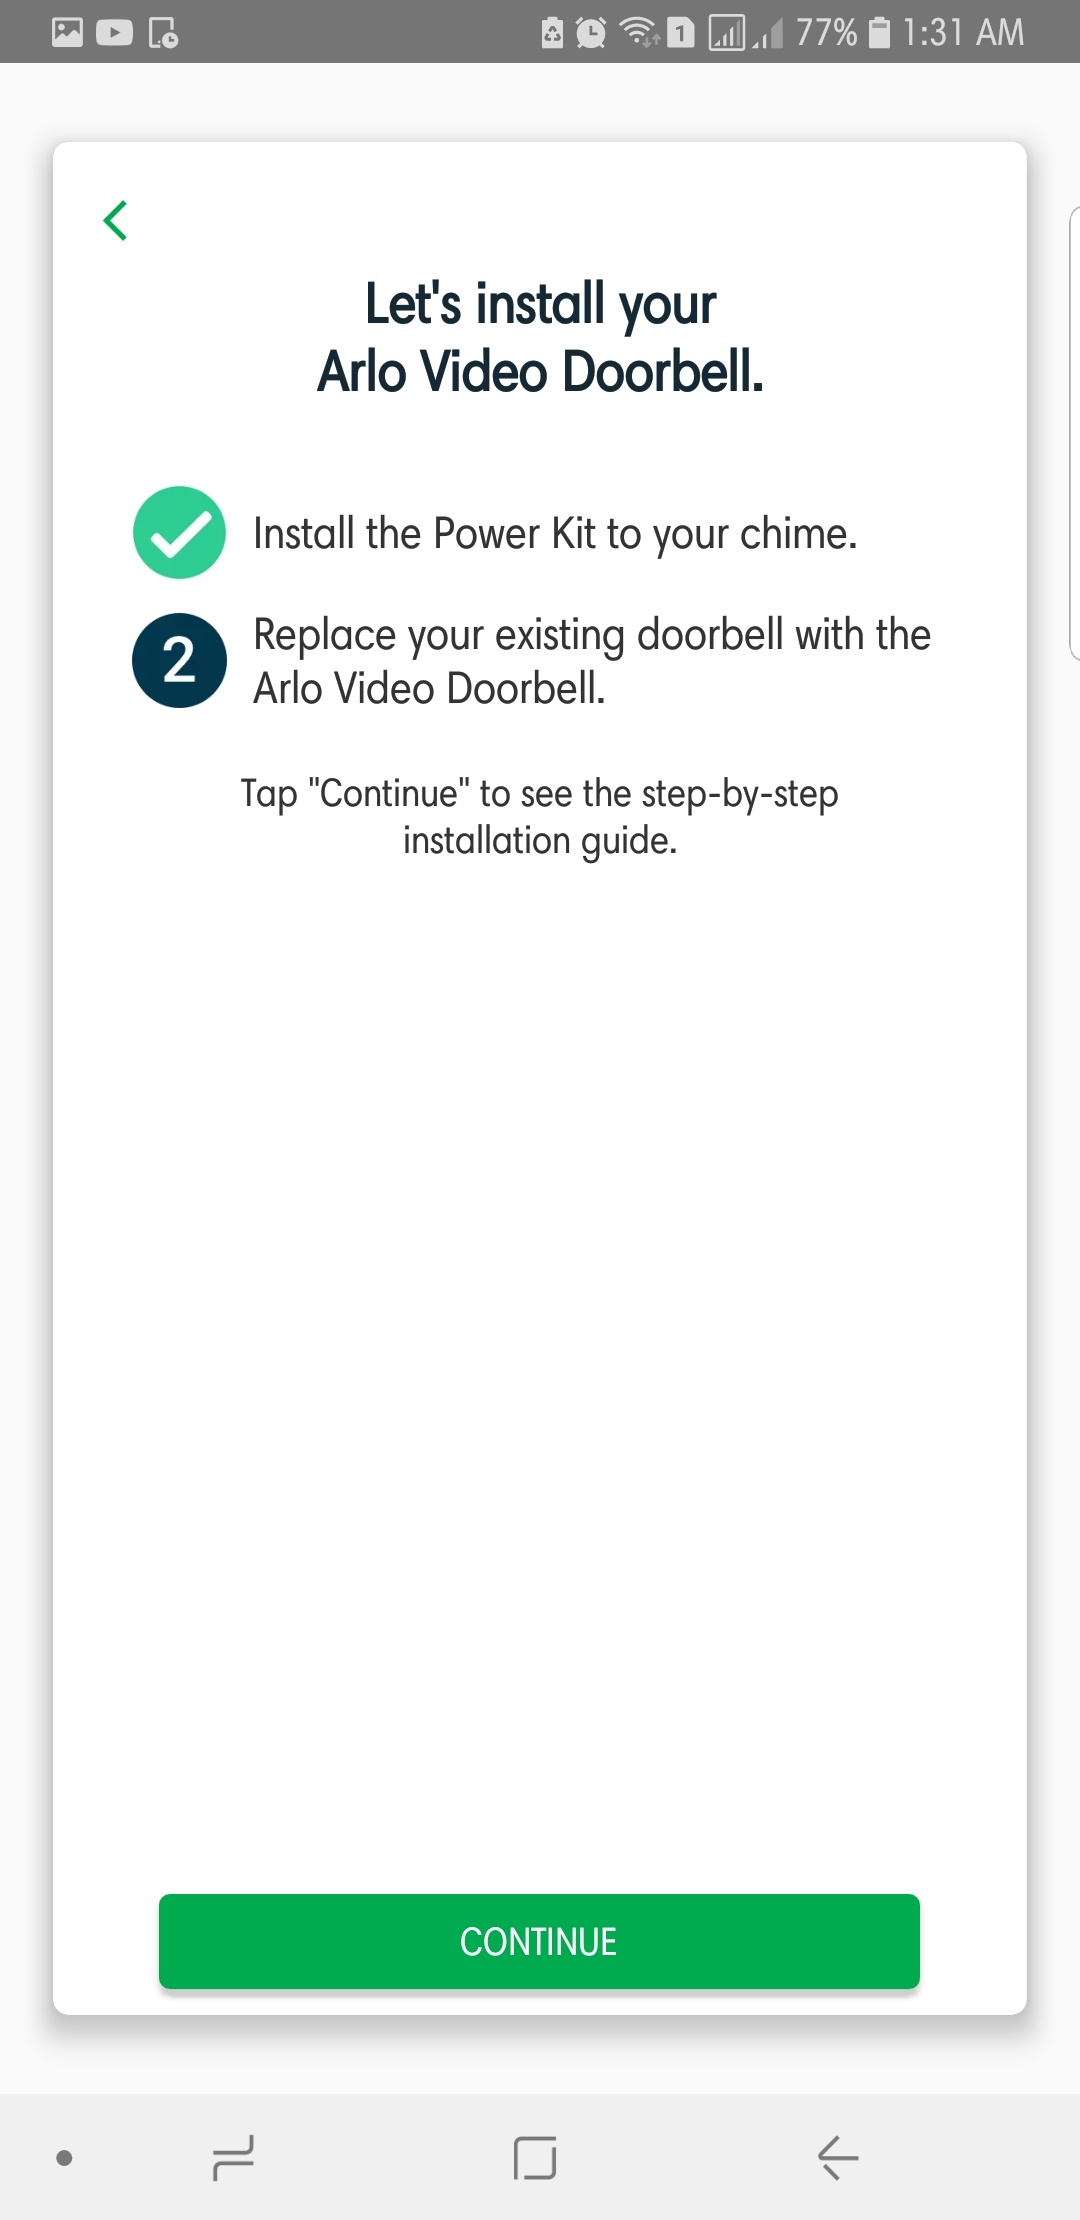 1 77% 1:31 AM
Let's install your
Arlo Video Doorbell.
Install the Power Kit to your chime.
2 Replace your existing doorbell with the
Arlo Video Doorbell.
Tap "Continue" to see the step-by-step
installation guide.
CONTINUE